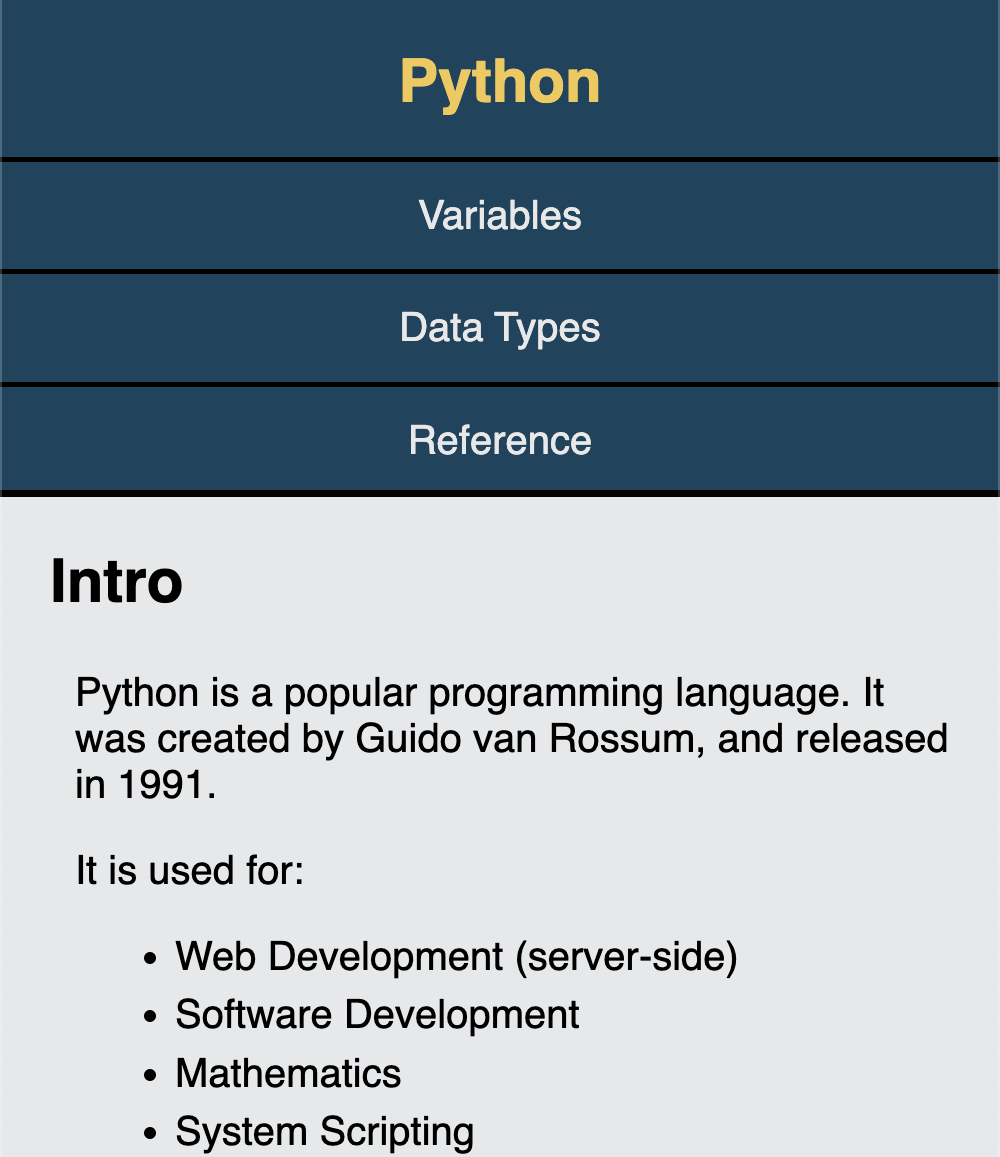 Python
Variables
Data Types
Reference
Intro
Python is a popular programming language. It
was created by Guido van Rossum, and released
in 1991.
It is used for:
• Web Development (server-side)
• Software Development
• Mathematics
• System Scripting